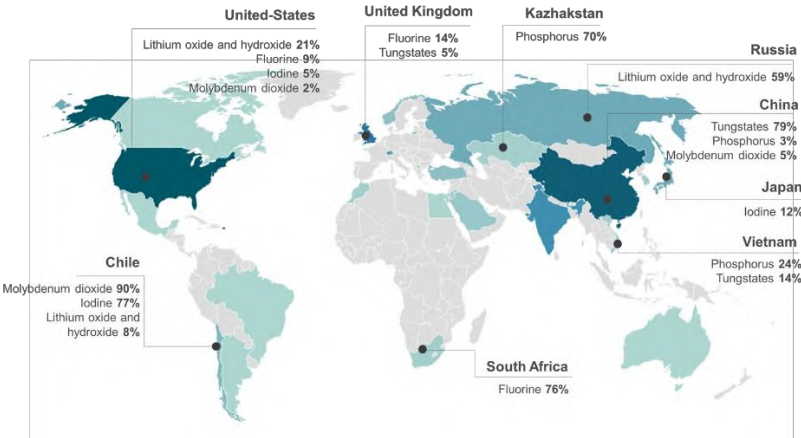 United-States
Lithium oxide and hydroxide 21%
Fluorine 9%
Iodine 5%
Molybdenum dioxide 2%
United Kingdom
Fluorine 14%
Tungstates 5%
Kazhakstan
Phosphorus 70%
Russia
Lithium oxide and hydroxide 59%
China
Tungstates 79%
Phosphorus 3%
Molybdenum dioxide 5%
Japan
Iodine 12%
Vietnam
Phosphorus 24%
Tungstates 14%
Chile
Molybdenum dioxide 90%
Iodine 77%
Lithium oxide and
hydroxide 8%
South Africa
Fluorine 76%